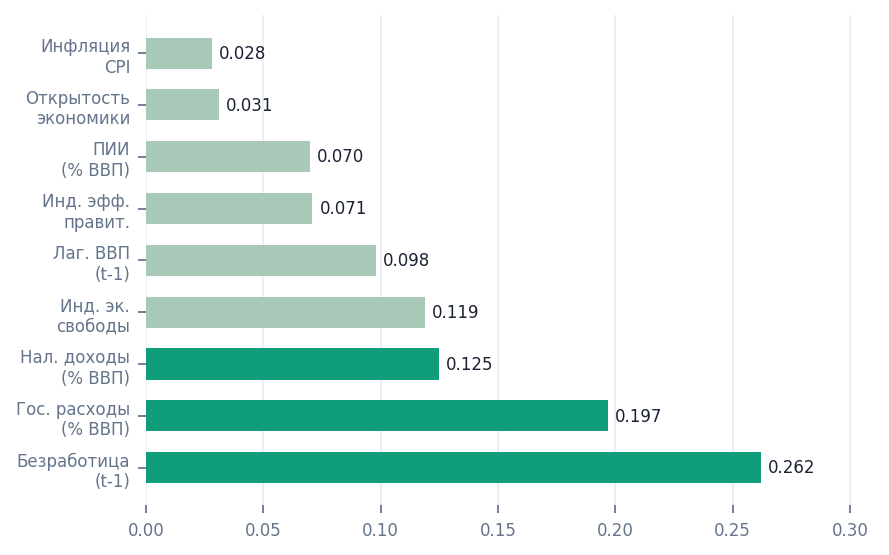 Инфляция
CPI
0.028
Открытость
экономики
0.031
ПИИ
(% ВВП)
0.070
Инд. эфф.
правит.
0.071
Лаг. ВВП
(t-1)
0.098
Инд. эк.
свободы
0.119
Нал. доходы
(% ВВП)
0.125
Гос. расходы
(% ВВП)
0.197
Безработица
(t-1)
0.262
0.00 0.05 0.10 0.15 0.20 0.25 0.30